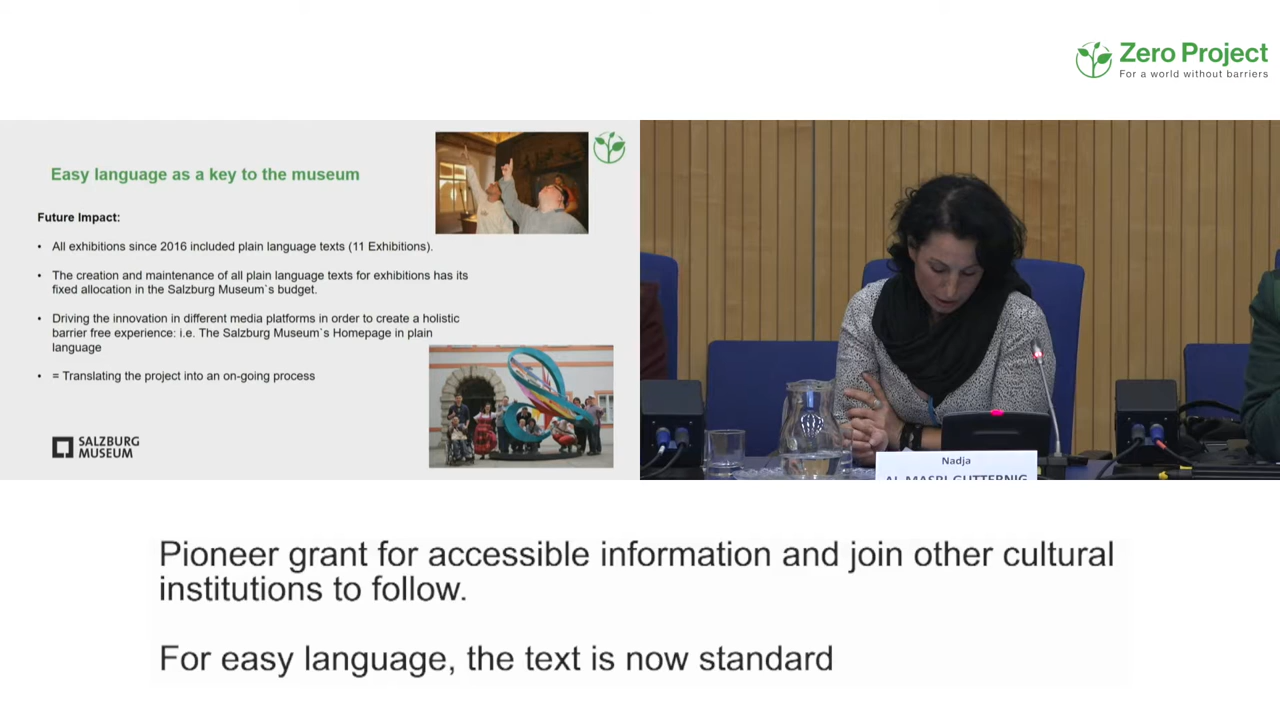 Zero Project
For a world without barriers
Easy language as a key to the museum
Future Impact:
• All exhibitions since 2016 included plain language texts (11 Exhibitions).
• The creation and maintenance of all plain language texts for exhibitions has its
fixed allocation in the Salzburg Museum`s budget.
• Driving the innovation in different media platforms in order to create a holistic
barrier free experience: i.e. The Salzburg Museum`s Homepage in plain
language
• = Translating the project into an on-going process
SALZBURG
MUSEUM
Nadja
AL-MASRI-GUTTERNIG
Pioneer grant for accessible information and join other cultural
institutions to follow.
For easy language, the text is now standard